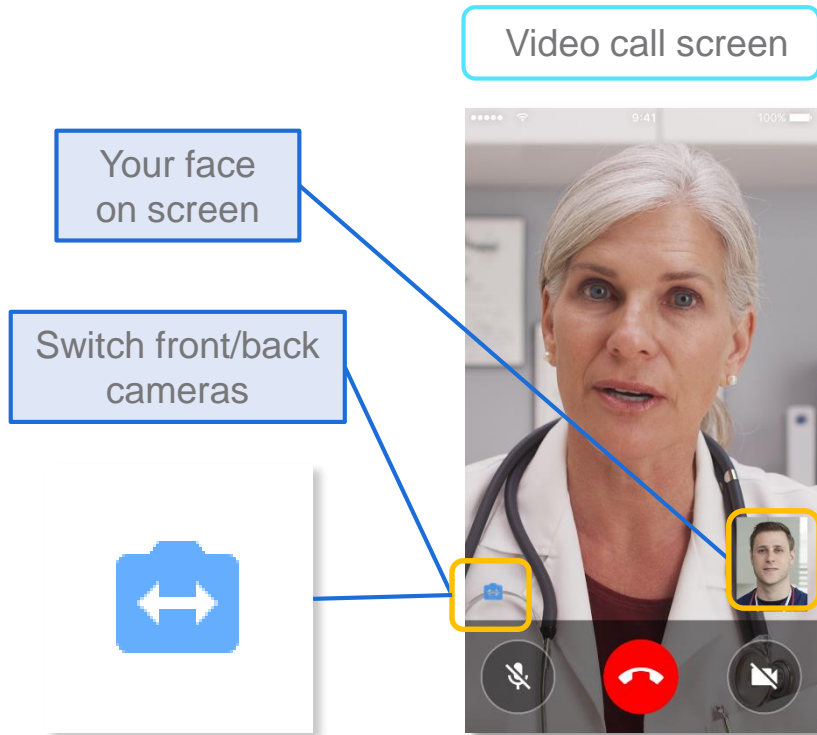 Video call screen
9:41
100%
Your face
on screen
Switch front/back
cameras